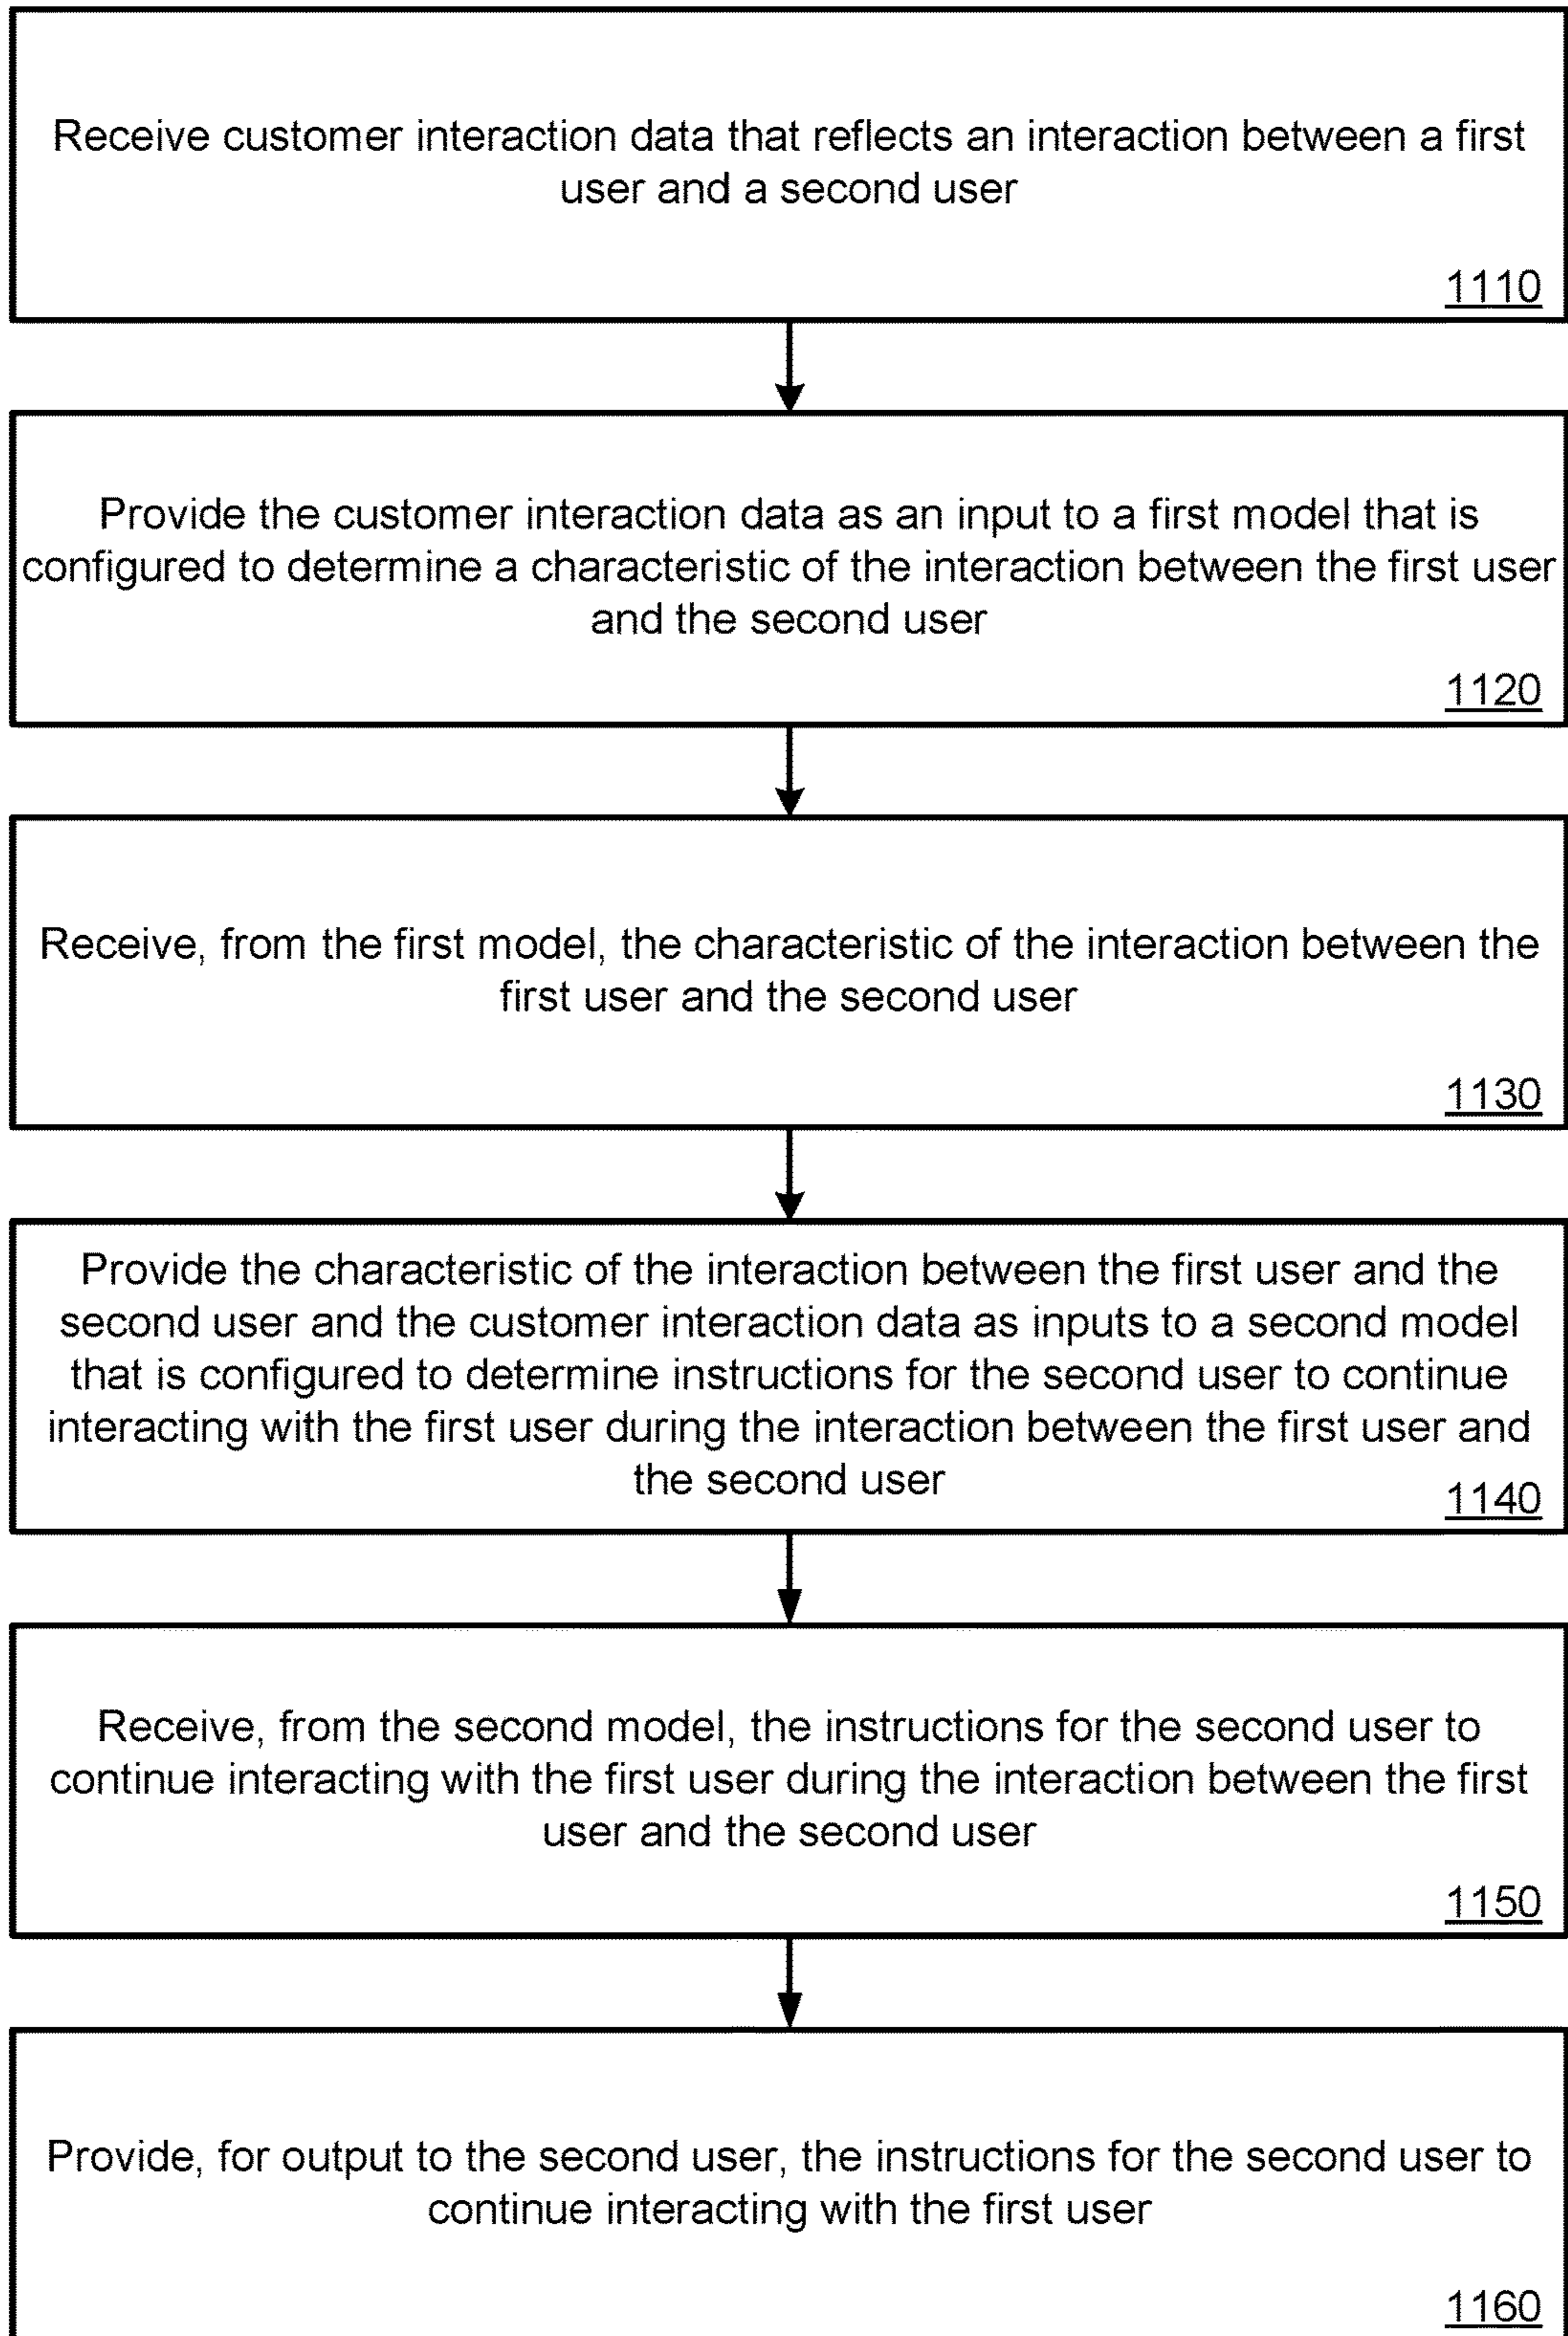 Receive customer interaction data that reflects an interaction between a first
user and a second user
1110
Provide the customer interaction data as an input to a first model that is
configured to determine a characteristic of the interaction between the first user
and the second user
1120
Receive, from the first model, the characteristic of the interaction between the
first user and the second user
1130
Provide the characteristic of the interaction between the first user and the
second user and the customer interaction data as inputs to a second model
that is configured to determine instructions for the second user to continue
interacting with the first user during the interaction between the first user and
the second user
1140
Receive, from the second model, the instructions for the second user to
continue interacting with the first user during the interaction between the first
user and the second user
1150
Provide, for output to the second user, the instructions for the second user to
continue interacting with the first user
1160